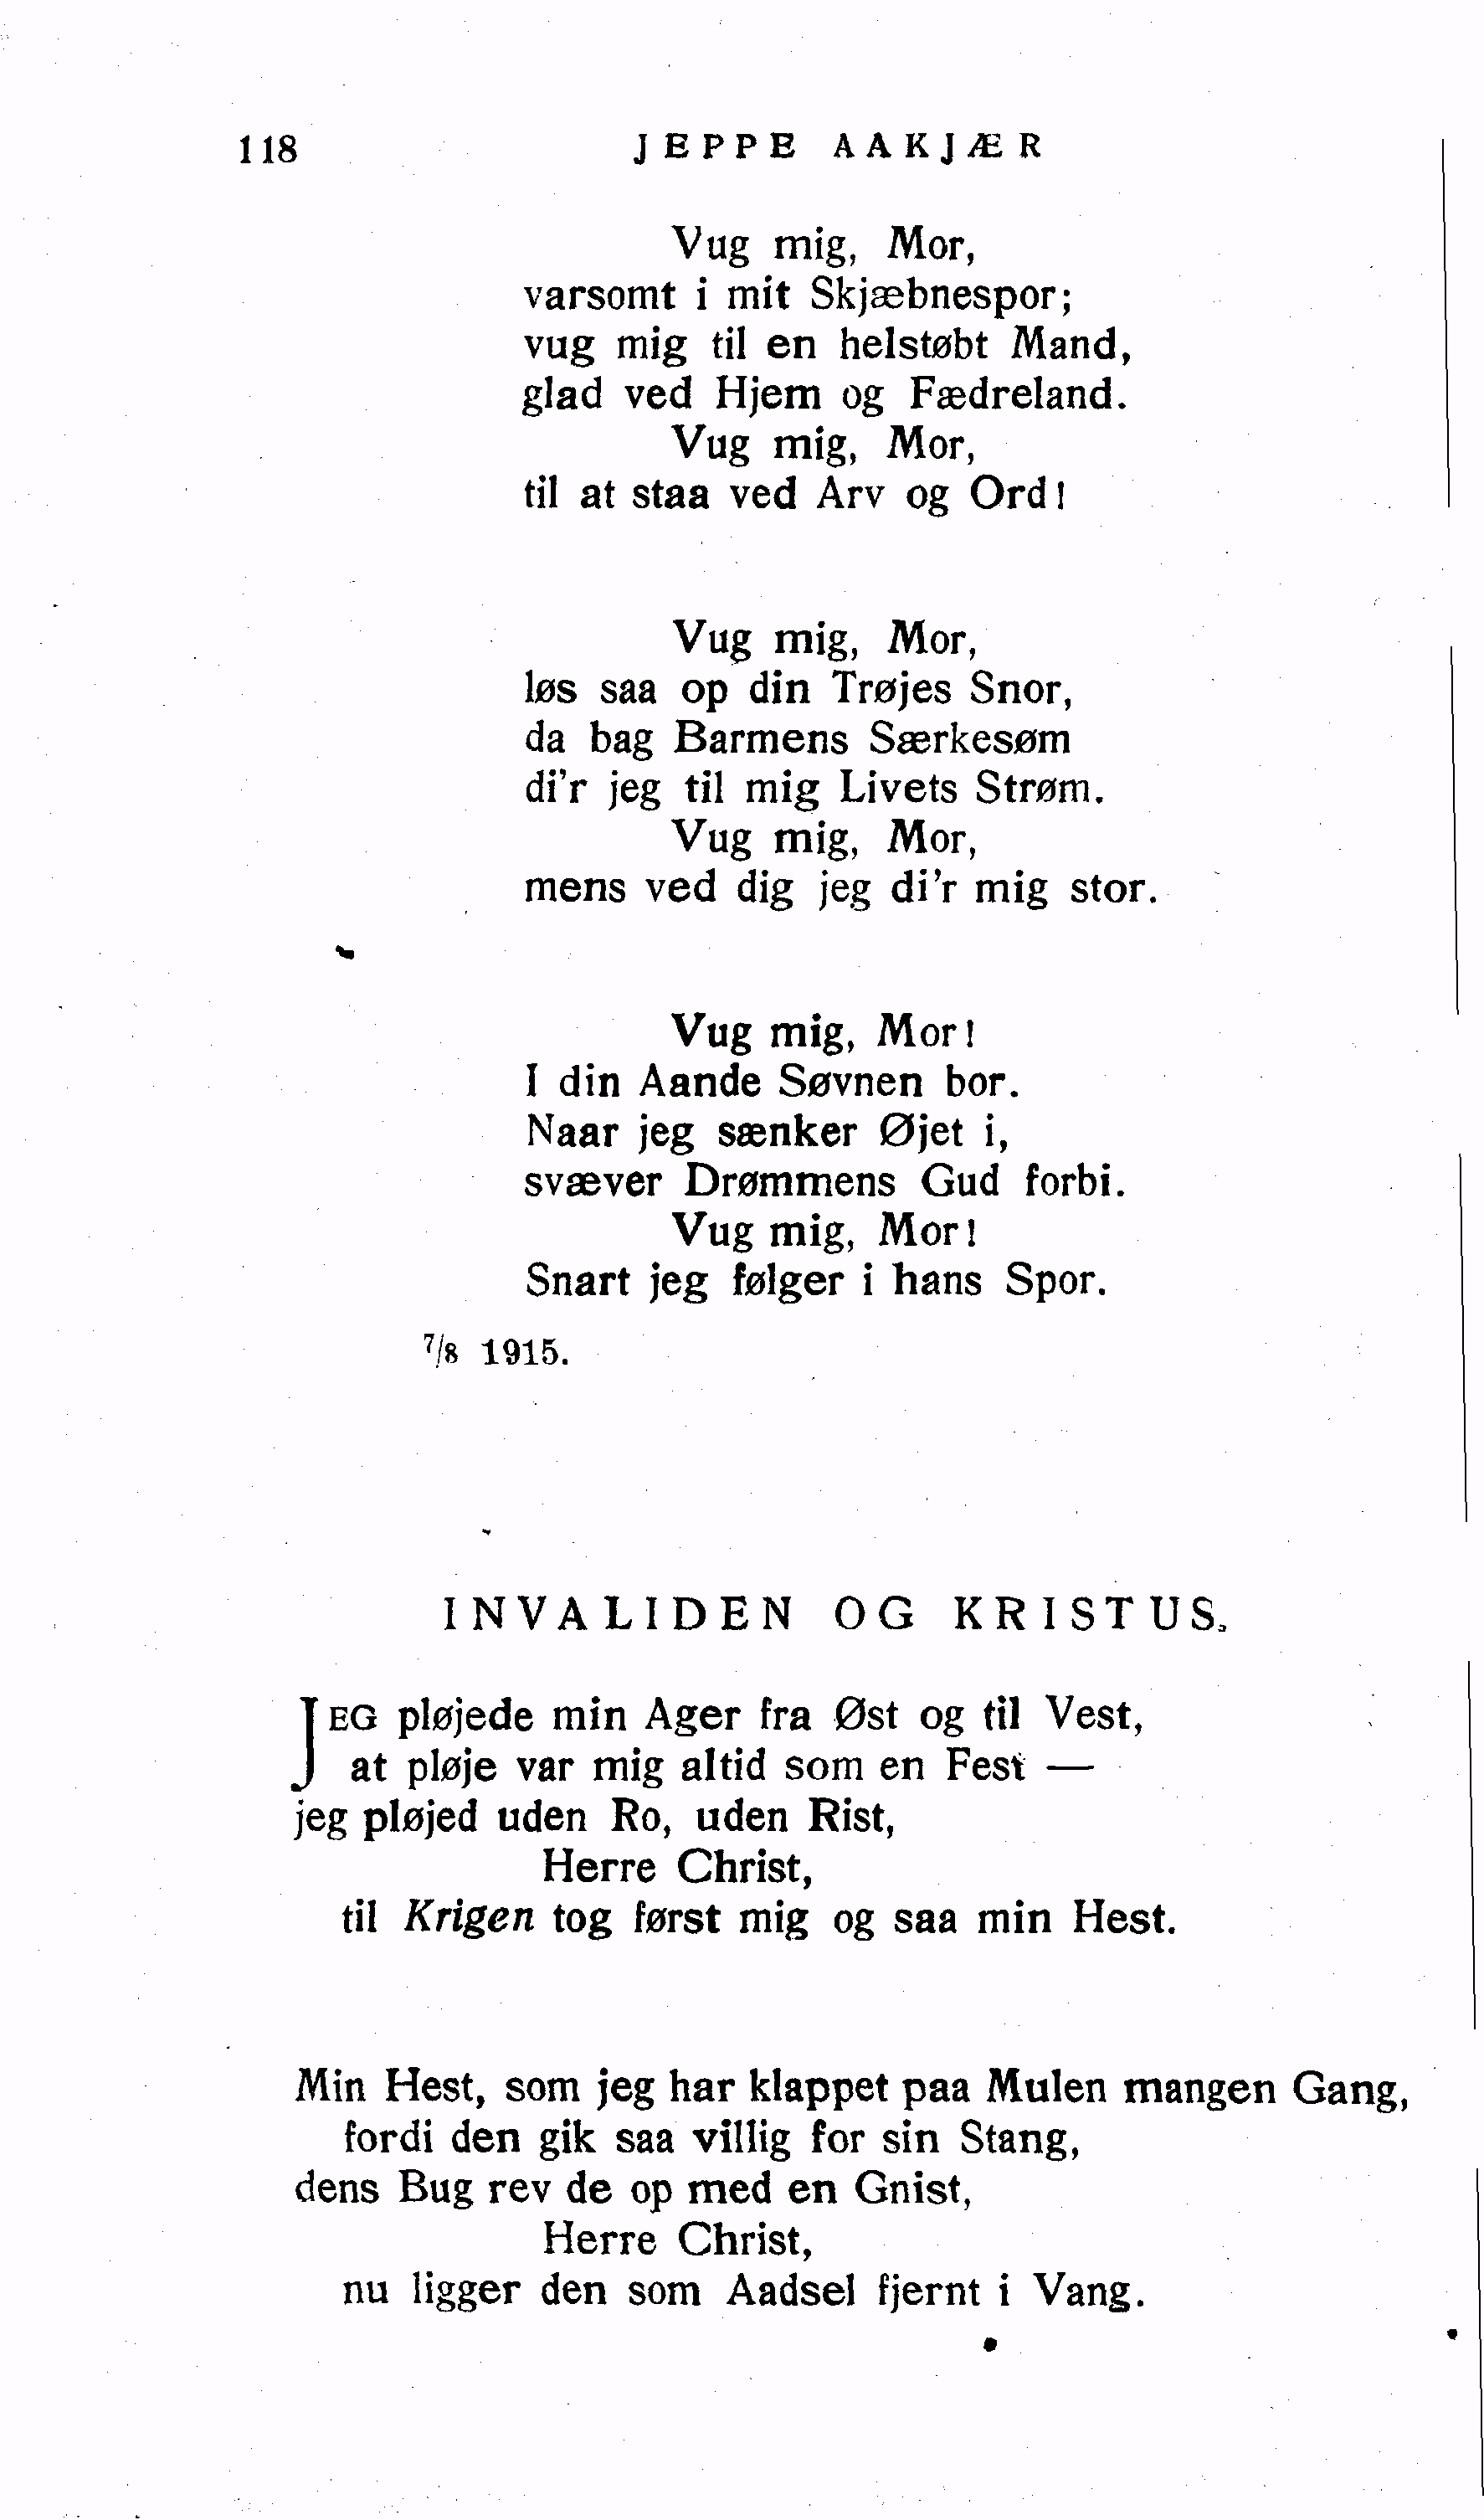 118 JEPPE AAKJÆR
Vug mig, Mor,
varsomt i mit Skjæbnespor;
vug mig til en helstøbt Mand,
glad ved Hjem og Fædreland.
Vug mig, Mor,
til at staa ved Arv og Ord!
Vug mig, Mor,
løs saa op din Trøjes Snor,
da bag Barmens Særkesøm
di'r jeg til mig Livets Strøm.
Vug mig, Mor,
mens ved dig jeg di'r mig stor.
Vug mig, Mor!
I din Aande Søvnen bor.
Naar jeg sænker Øjet i,
svæver Drømmens Gud forbi.
Vug mig, Mor!
Snart jeg følger i hans Spor.
7/8 1915.
INVALIDEN OG KRISTUS.
JEG pløjede min Ager fra Øst og til Vest,
at pløje var mig altid som en Fest —
jeg pløjed uden Ro, uden Rist,
Herre Christ,
til Krigen tog først mig og saa min Hest.
Min Hest, som jeg har klappet paa Mulen mangen Gang,
fordi den gik saa villig for sin Stang,
dens Bug rev de op med en Gnist,
Herre Christ,
nu ligger den som Aadsel fjernt i Vang.